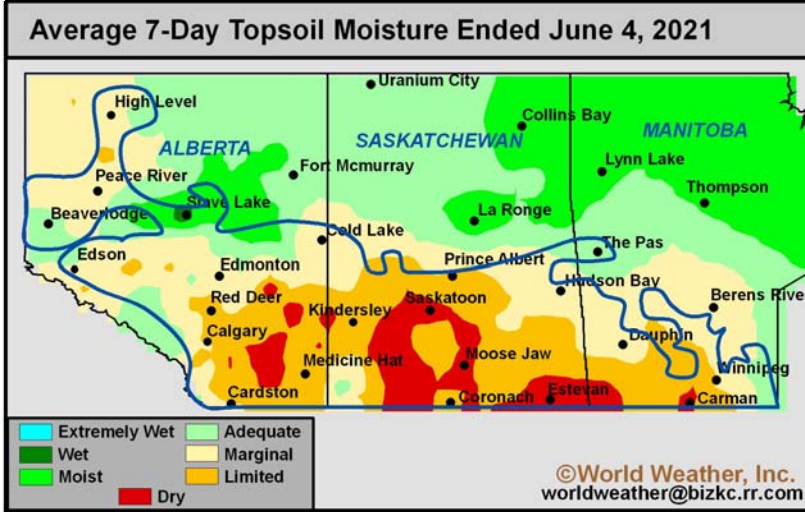 Average 7-Day Topsoil Moisture Ended June 4, 2021
Uranium City
High Level
Collins Bay
ALBERTA
SASKATCHEWAN
MANITOBA
Fort Mcmurray
Lynn Lake
Peace River
Thompson
Beaverlodge
Slave Lake
La Ronge
Cold Lake
The Pas
Edson
Edmonton
Prince Albert
Hudson Bay
Red Deer
Kindersley
Saskatoon
Berens River
Calgary
Dauphin
Medicine Hat
Moose Jaw
Winnipeg
Cardston
Coronach
Estevan
Carman
Extremely Wet
Adequate
Wet
Marginal
Moist
Limited
Dry
©World Weather, Inc.
worldweather@bizkc.rr.com